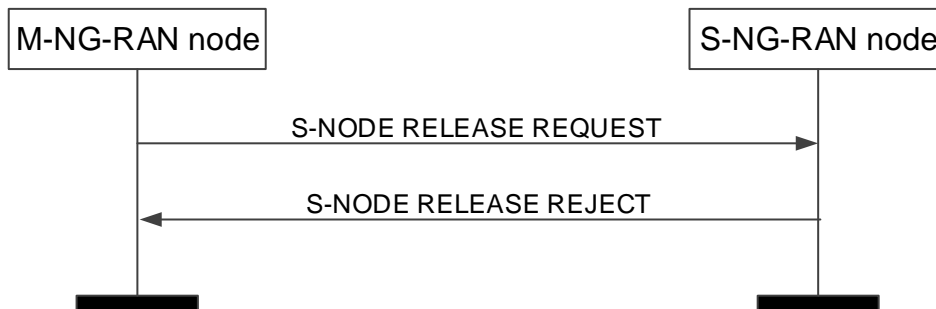 M-NG-RAN node
S-NG-RAN node
S-NODE RELEASE REQUEST
S-NODE RELEASE REJECT